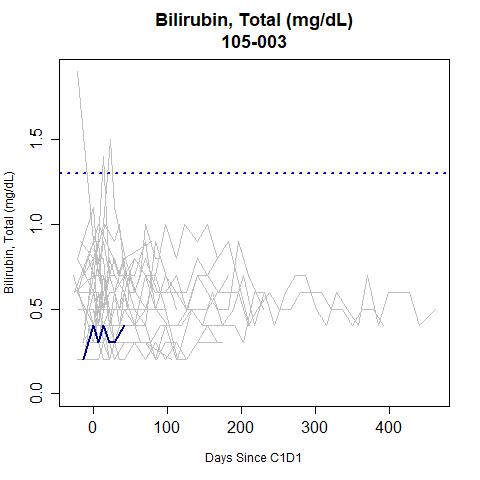 Bilirubin, Total (mg/dL)
105-003
Bilirubin, Total (mg/dL)
1.5
1.0
0.5
0.0
0 100 200 300 400
Days Since C1D1